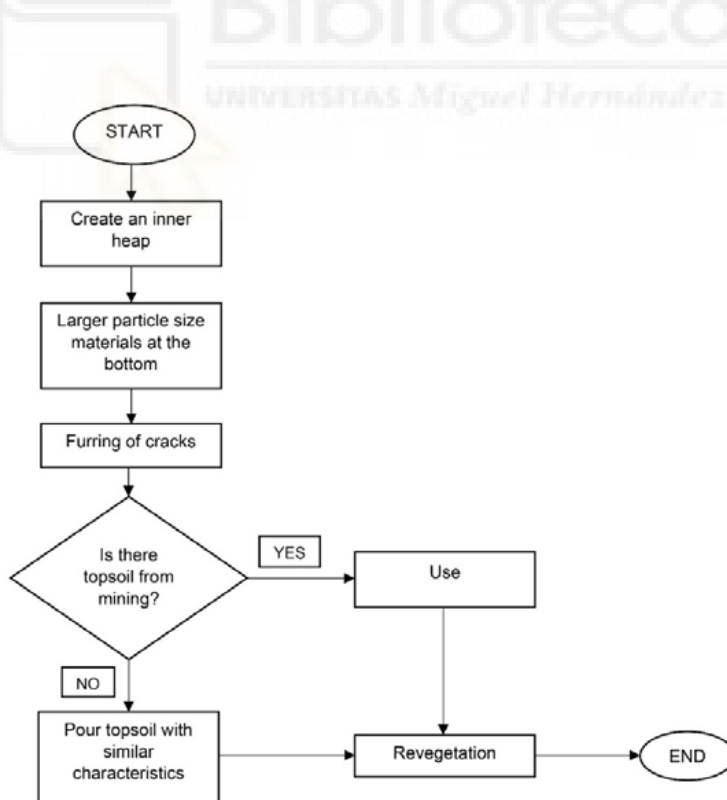 Biblioteca
UNIVERSITAS Miguel Hernández
START
Create an inner
heap
Larger particle size
materials at the
bottom
Furring of cracks
Is there
topsoil from
mining?
YES
Use
NO
Pour topsoil with
similar
characteristics
Revegetation
END